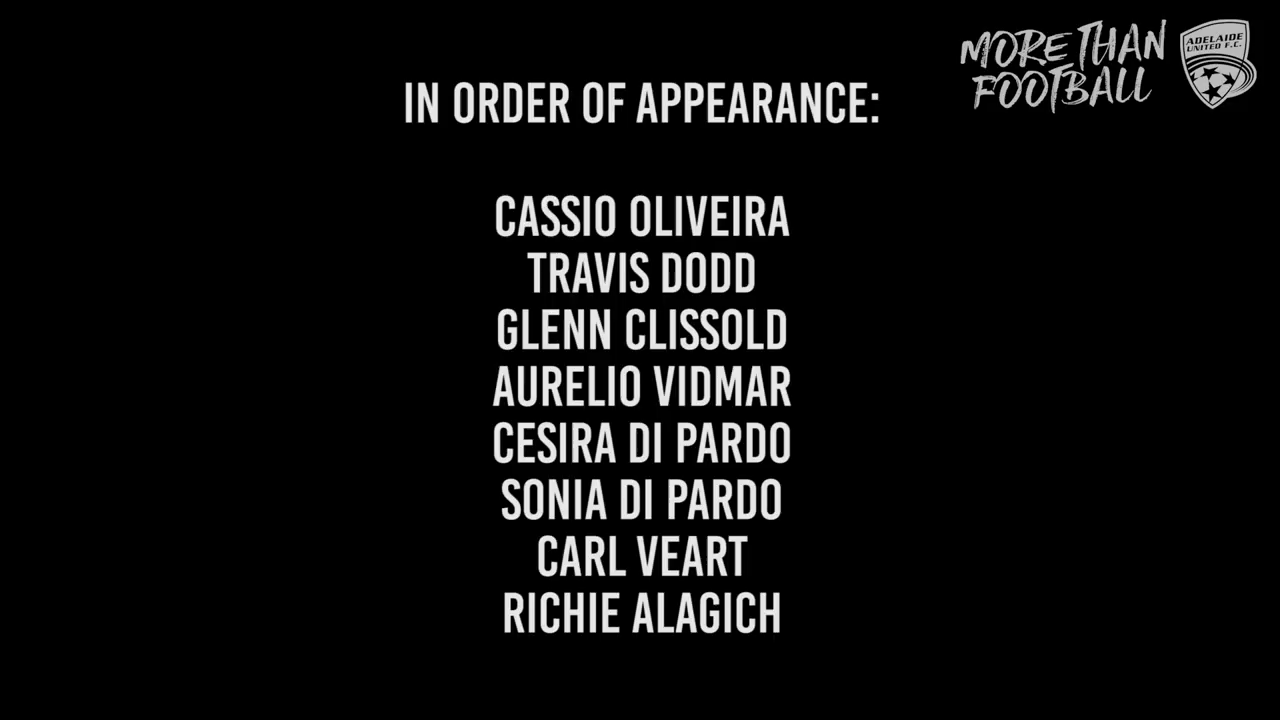 MORE THAN
FOOTBALL
ADELAIDE
UNITED F.C.
IN ORDER OF APPEARANCE:
CASSIO OLIVEIRA
TRAVIS DODD
GLENN CLISSOLD
AURELIO VIDMAR
CESIRA DI PARDO
SONIA DI PARDO
CARL VEART
RICHIE ALAGICH